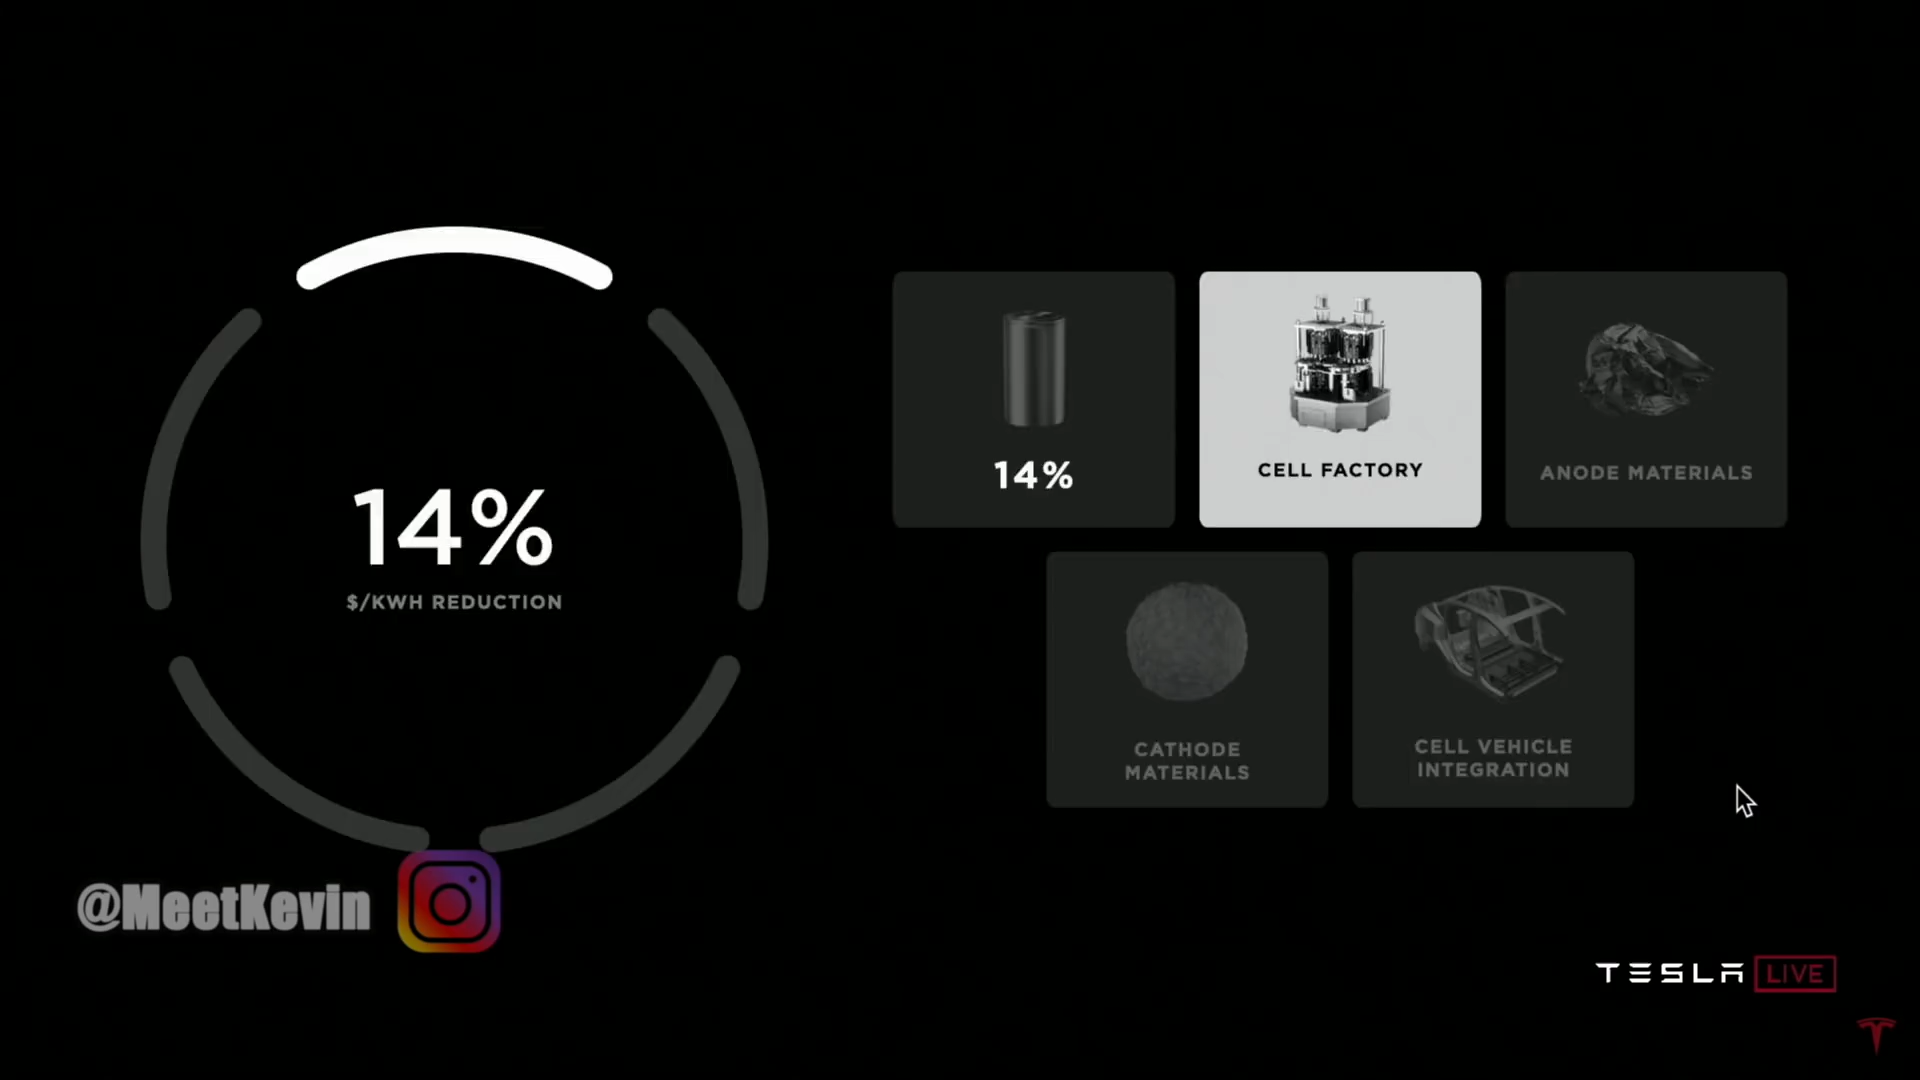 14%
$/KWH REDUCTION
14%
CELL FACTORY
ANODE MATERIALS
CATHODE
MATERIALS
CELL VEHICLE
INTEGRATION
@MeetKevin
TESLA LIVE